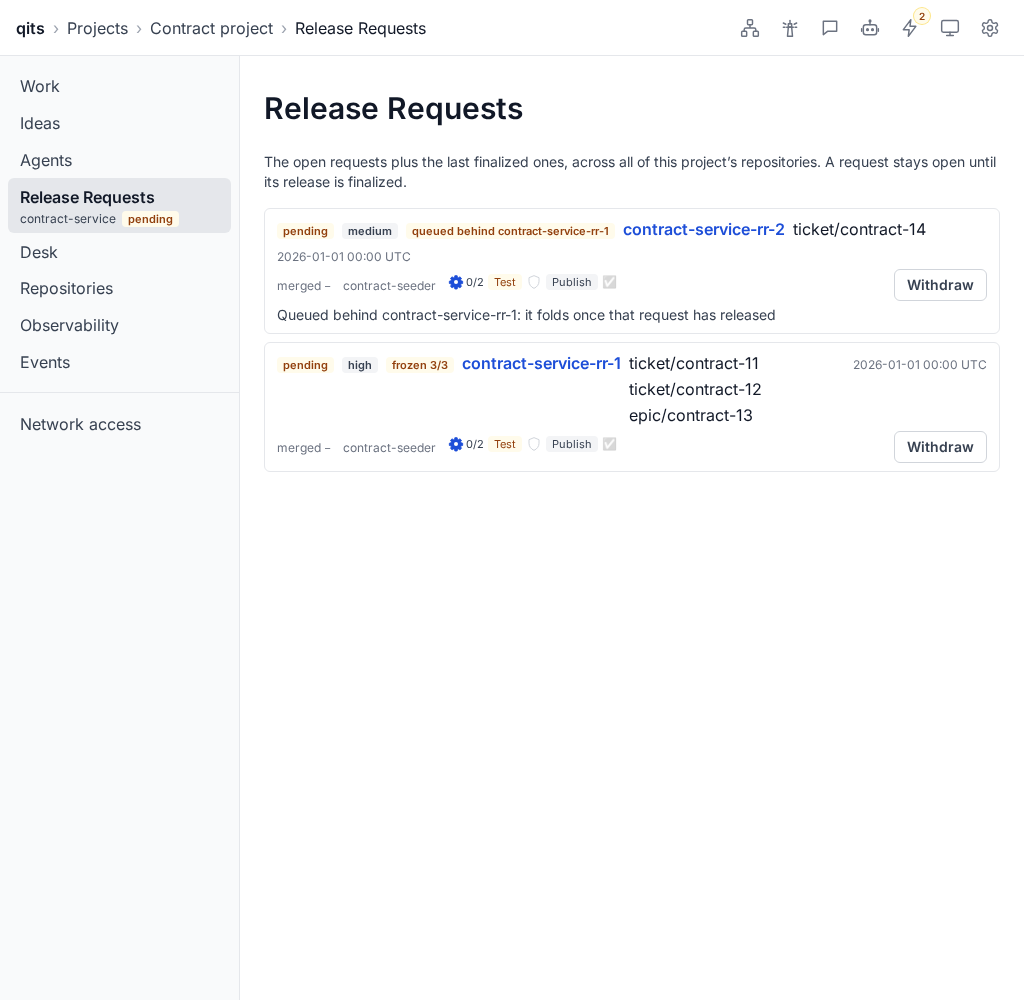 qits › Projects › Contract project › Release Requests
2
Work
Ideas
Agents
Release Requests
contract-service pending
Desk
Repositories
Observability
Events
Network access
Release Requests
The open requests plus the last finalized ones, across all of this project’s repositories. A request stays open until
its release is finalized.
pending medium queued behind contract-service-rr-1 contract-service-rr-2 ticket/contract-14
2026-01-01 00:00 UTC
merged – contract-seeder 0/2 Test Publish
Withdraw
Queued behind contract-service-rr-1: it folds once that request has released
pending high frozen 3/3 contract-service-rr-1 ticket/contract-11 2026-01-01 00:00 UTC
ticket/contract-12
epic/contract-13
merged – contract-seeder 0/2 Test Publish
Withdraw